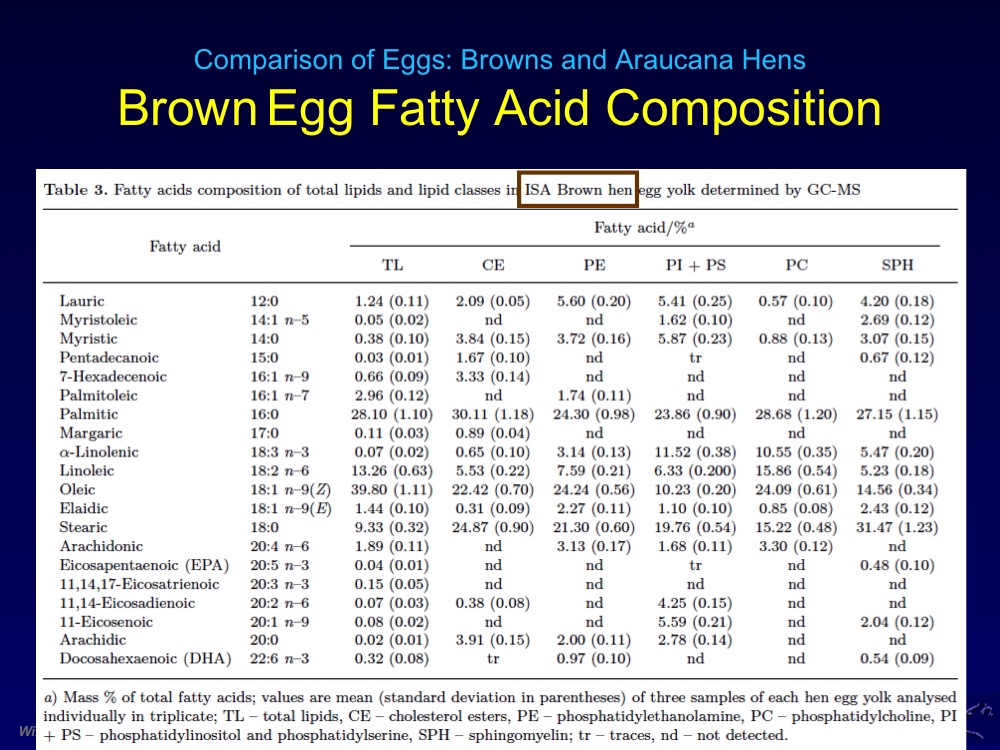 Comparison of Eggs: Browns and Araucana Hens
Brown Egg Fatty Acid Composition
Table 3. Fatty acids composition of total lipids and lipid classes in ISA Brown hen egg yolk determined by GC-MS
Fatty acid/%a
Fatty acid
TL CE PE PI + PS PC SPH
Lauric 12:0 1.24 (0.11) 2.09 (0.05) 5.60 (0.20) 5.41 (0.25) 0.57 (0.10) 4.20 (0.18)
Myristoleic 14:1 n–5 0.05 (0.02) nd nd 1.62 (0.10) nd 2.69 (0.12)
Myristic 14:0 0.38 (0.10) 3.84 (0.15) 3.72 (0.16) 5.87 (0.23) 0.88 (0.13) 3.07 (0.15)
Pentadecanoic 15:0 0.03 (0.01) 1.67 (0.10) nd tr nd 0.67 (0.12)
7-Hexadecenoic 16:1 n–9 0.66 (0.09) 3.33 (0.14) nd nd nd nd
Palmitoleic 16:1 n–7 2.96 (0.12) nd 1.74 (0.11) nd nd nd
Palmitic 16:0 28.10 (1.10) 30.11 (1.18) 24.30 (0.98) 23.86 (0.90) 28.68 (1.20) 27.15 (1.15)
Margaric 17:0 0.11 (0.03) 0.89 (0.04) nd nd nd nd
α-Linolenic 18:3 n–3 0.07 (0.02) 0.65 (0.10) 3.14 (0.13) 11.52 (0.38) 10.55 (0.35) 5.47 (0.20)
Linoleic 18:2 n–6 13.26 (0.63) 5.53 (0.22) 7.59 (0.21) 6.33 (0.200) 15.86 (0.54) 5.23 (0.18)
Oleic 18:1 n–9(Z) 39.80 (1.11) 22.42 (0.70) 24.24 (0.56) 10.23 (0.20) 24.09 (0.61) 14.56 (0.34)
Elaidic 18:1 n–9(E) 1.44 (0.10) 0.31 (0.09) 2.27 (0.11) 1.10 (0.10) 0.85 (0.08) 2.43 (0.12)
Stearic 18:0 9.33 (0.32) 24.87 (0.90) 21.30 (0.60) 19.76 (0.54) 15.22 (0.48) 31.47 (1.23)
Arachidonic 20:4 n–6 1.89 (0.11) nd 3.13 (0.17) 1.68 (0.11) 3.30 (0.12) nd
Eicosapentaenoic (EPA) 20:5 n–3 0.04 (0.01) nd nd tr nd 0.48 (0.10)
11,14,17-Eicosatrienoic 20:3 n–3 0.15 (0.05) nd nd nd nd nd
11,14-Eicosadienoic 20:2 n–6 0.07 (0.03) 0.38 (0.08) nd 4.25 (0.15) nd nd
11-Eicosenoic 20:1 n–9 0.08 (0.02) nd nd 5.59 (0.21) nd 2.04 (0.12)
Arachidic 20:0 0.02 (0.01) 3.91 (0.15) 2.00 (0.11) 2.78 (0.14) nd nd
Docosahexaenoic (DHA) 22:6 n–3 0.32 (0.08) tr 0.97 (0.10) nd nd 0.54 (0.09)
a) Mass % of total fatty acids; values are mean (standard deviation in parentheses) of three samples of each hen egg yolk analysed
individually in triplicate; TL – total lipids, CE – cholesterol esters, PE – phosphatidylethanolamine, PC – phosphatidylcholine, PI
+ PS – phosphatidylinositol and phosphatidylserine, SPH – sphingomyelin; tr – traces, nd – not detected.